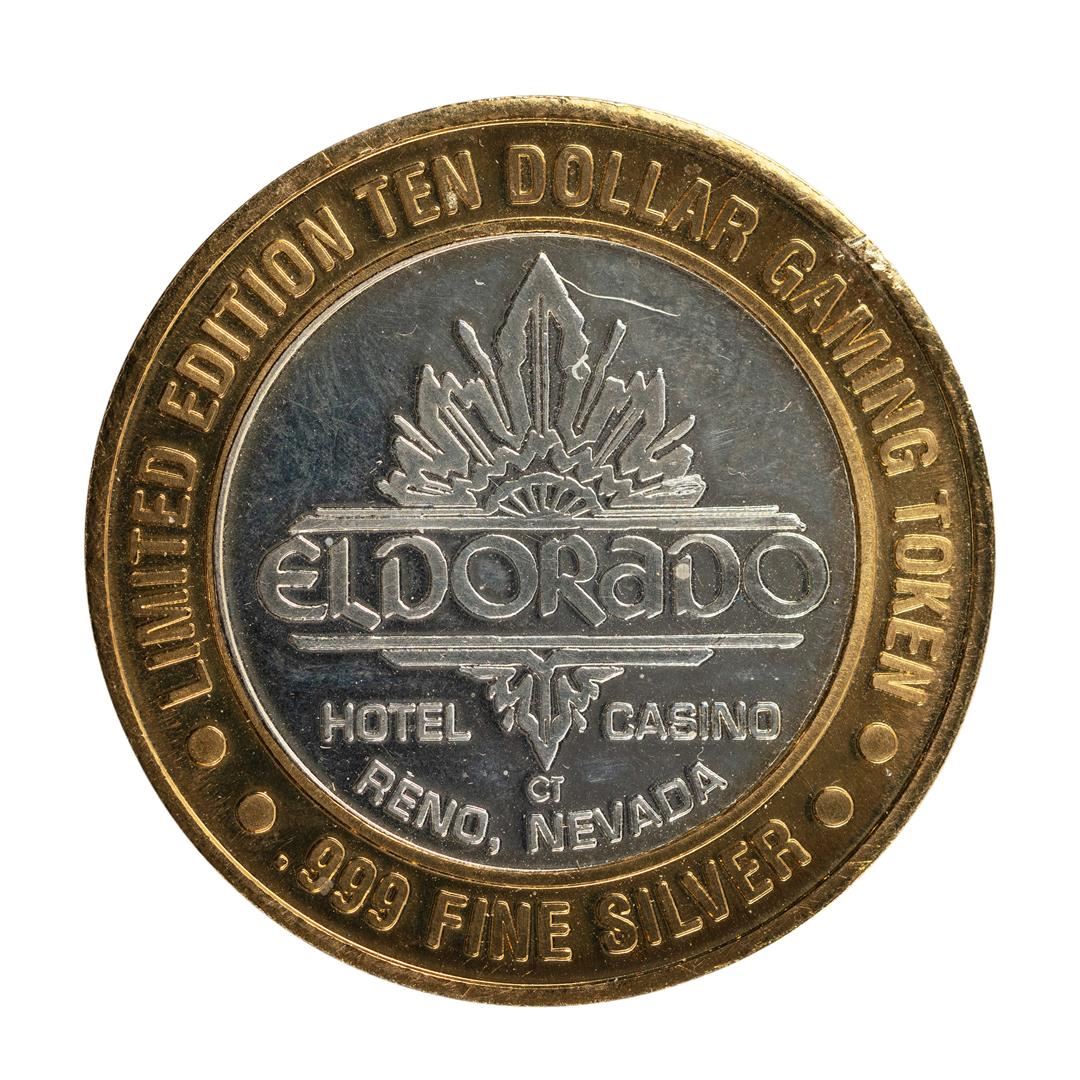 LIMITED EDITION TEN DOLLAR GAMING TOKEN
ELDORADO
HOTEL CASINO
CT
RENO, NEVADA
.999 FINE SILVER